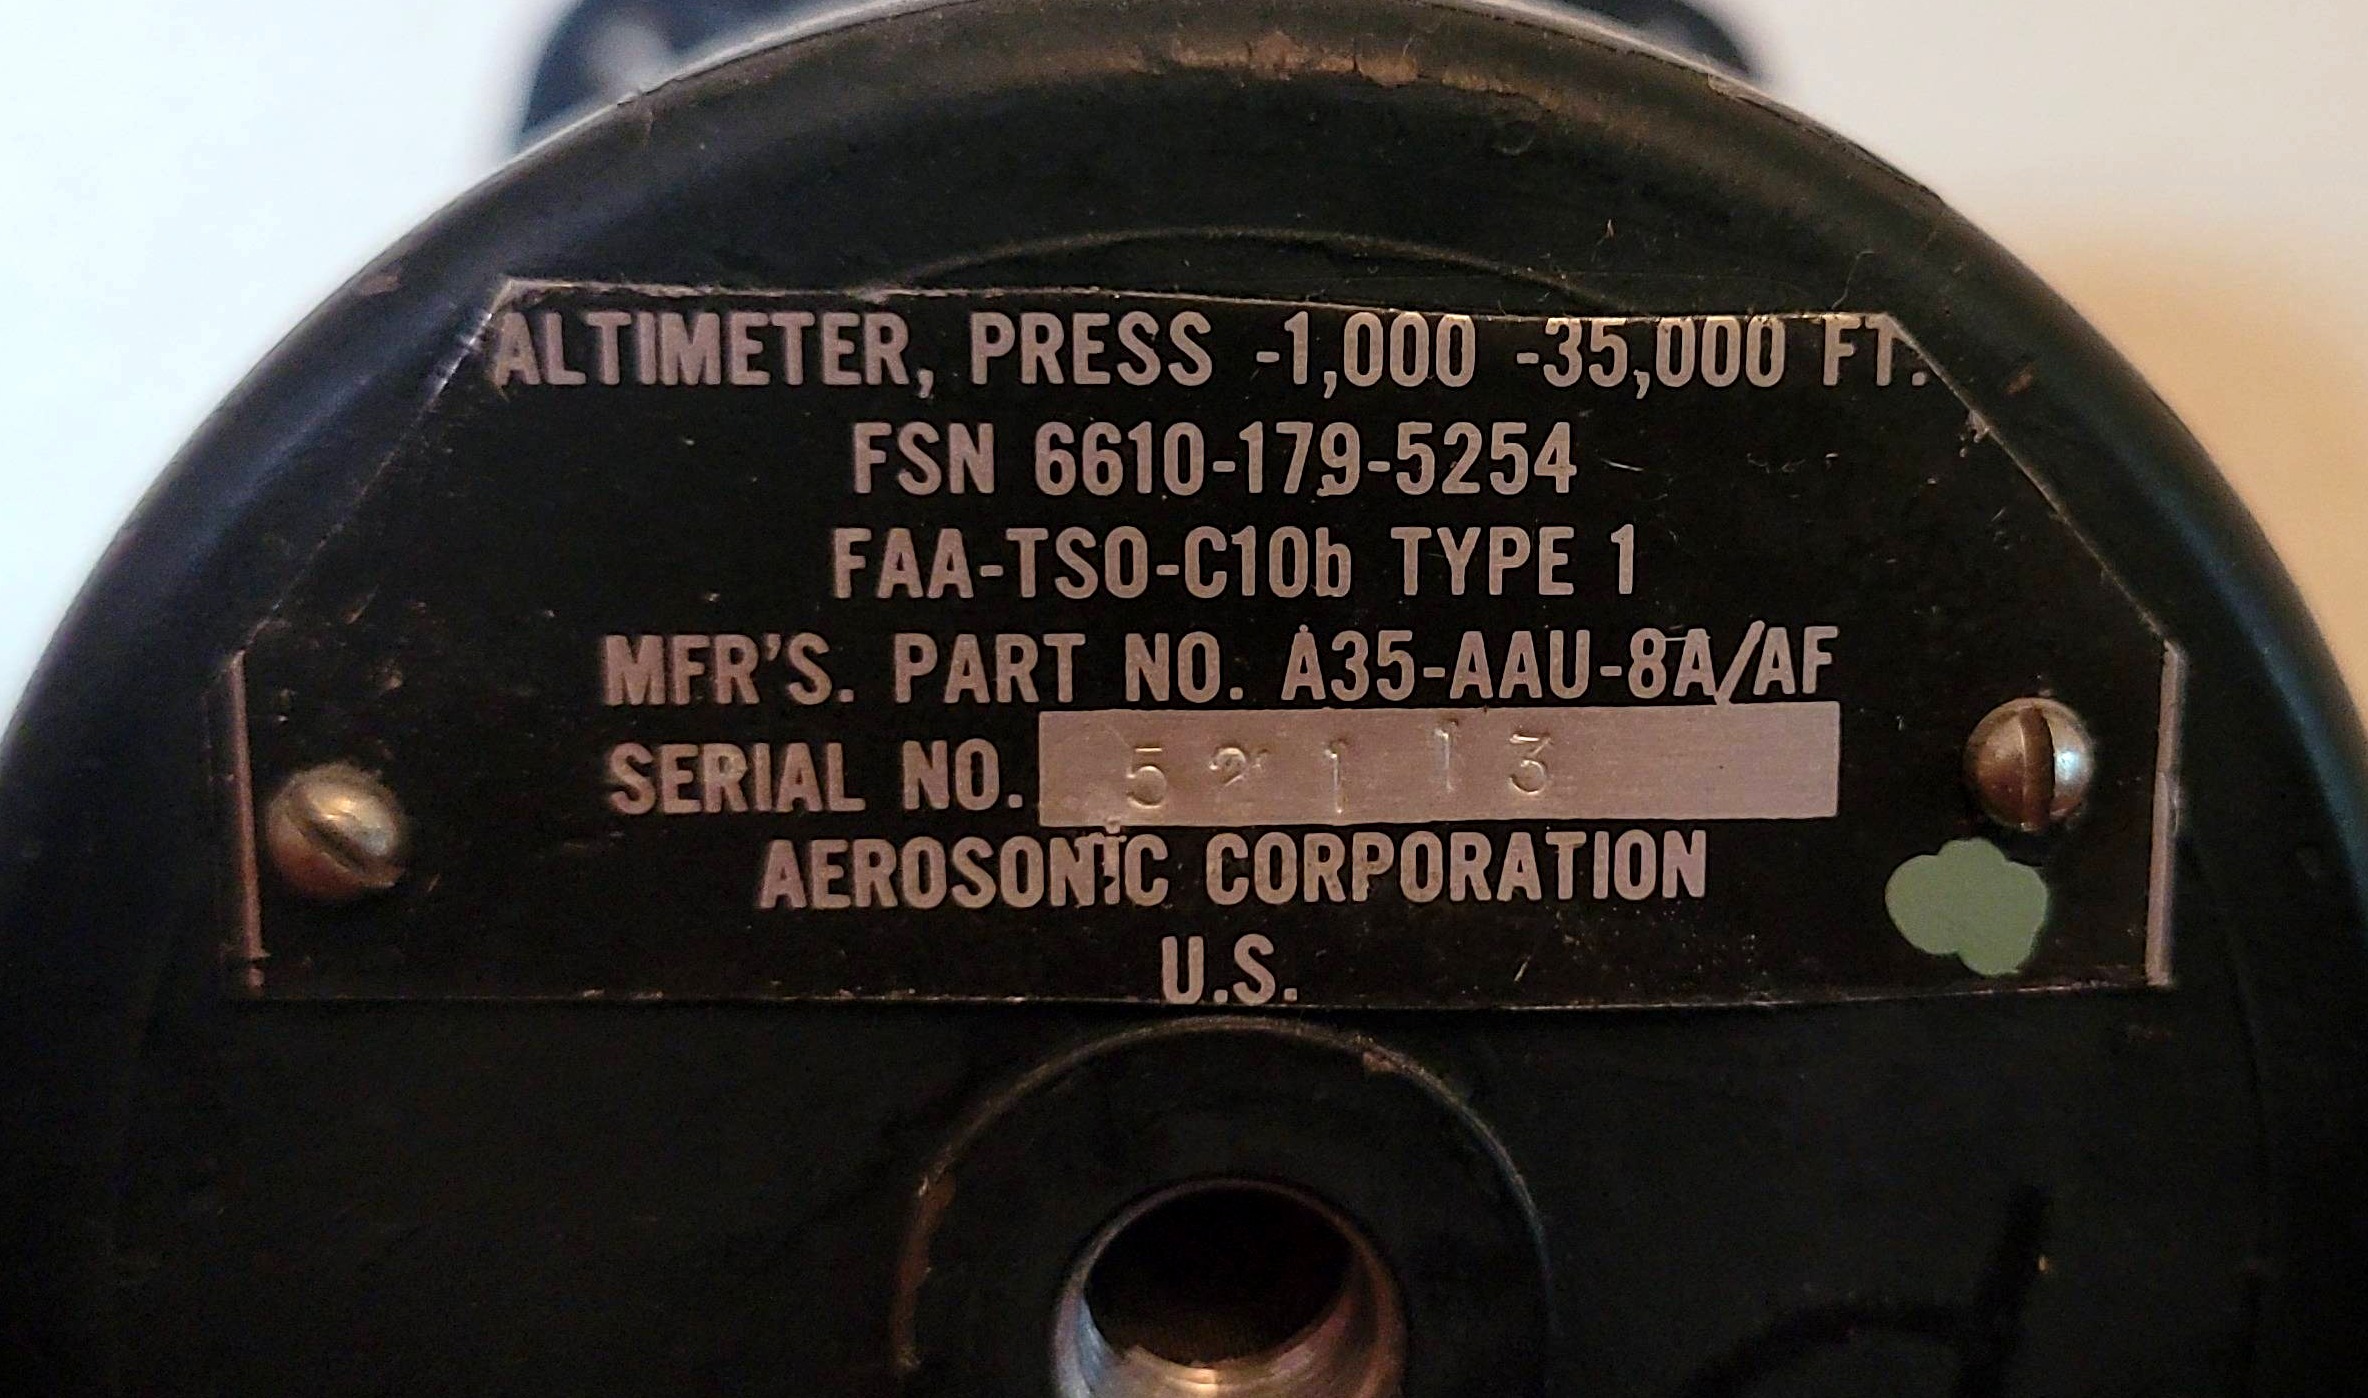 ALTIMETER, PRESS -1,000 -35,000 FT.
FSN 6610-179-5254
FAA-TSO-C10b TYPE 1
MFR'S. PART NO. A35-AAU-8A/AF
SERIAL NO. 52113
AEROSONIC CORPORATION
U.S.